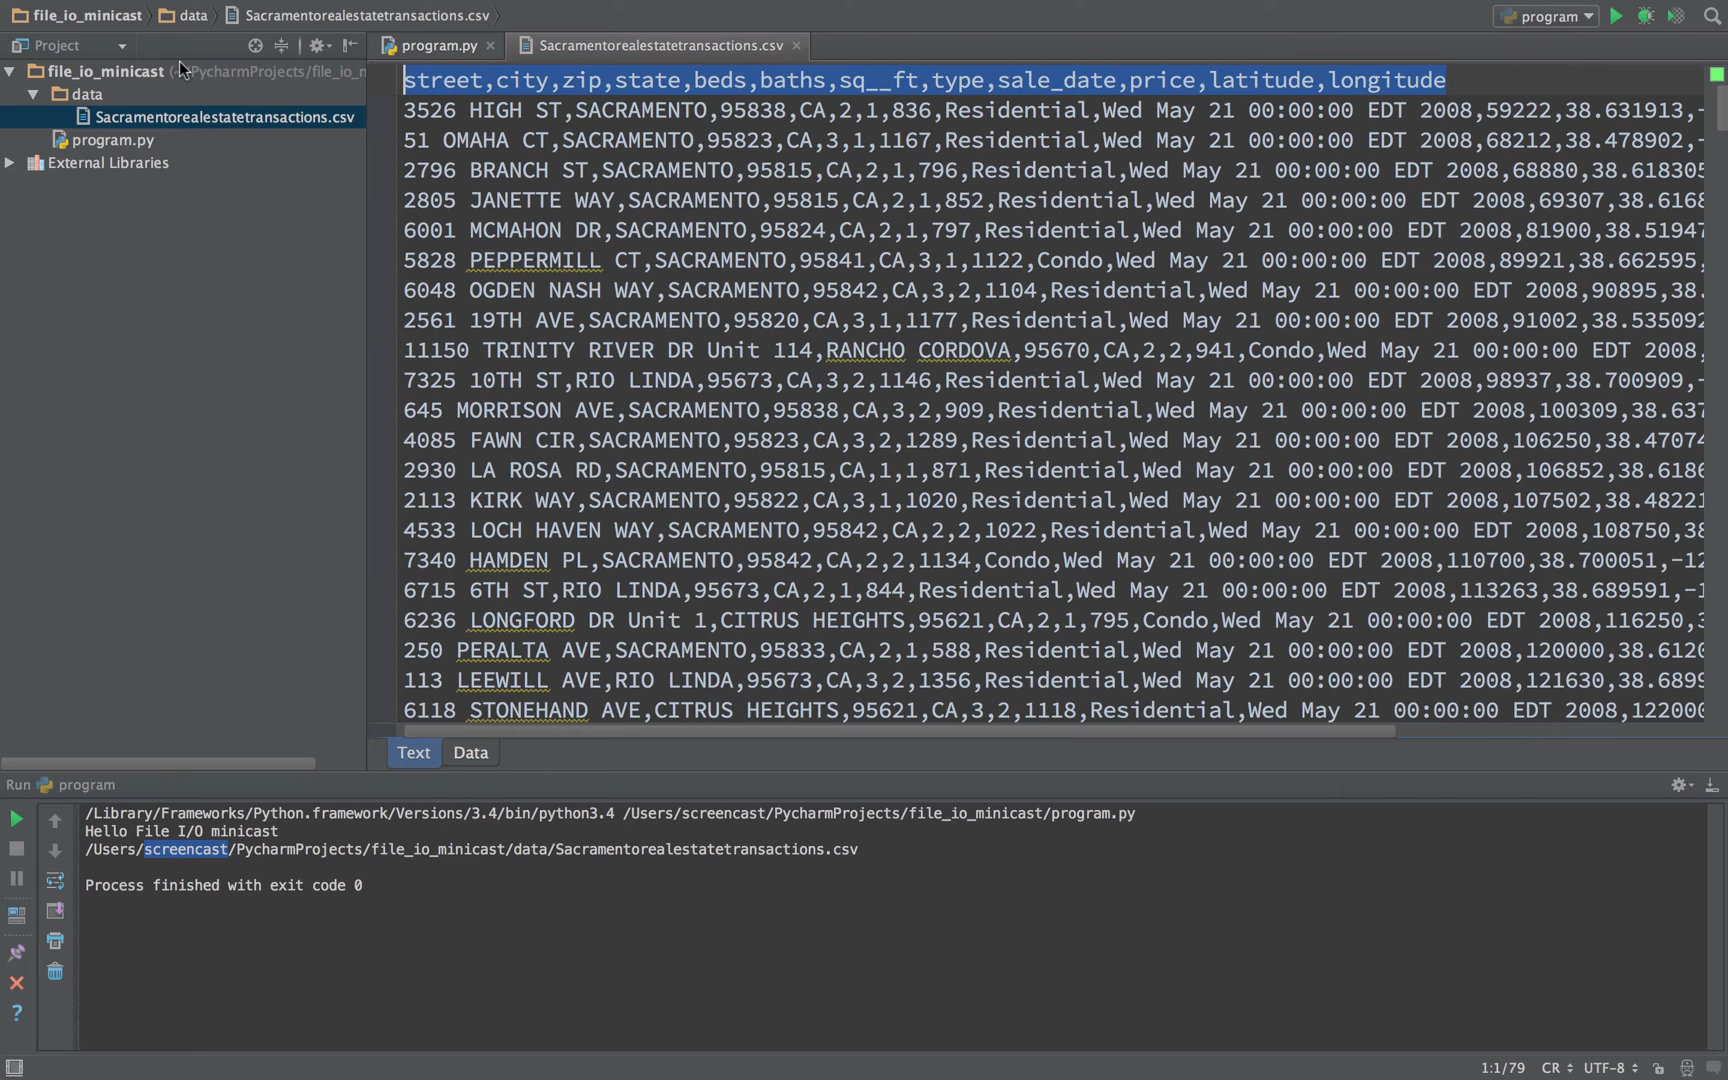 file_io_minicast data Sacramentorealestatetransactions.csv program
Project program.py Sacramentorealestatetransactions.csv
file_io_minicast PycharmProjects/file_io_n
data
Sacramentorealestatetransactions.csv
program.py
External Libraries
street,city,zip,state,beds,baths,sq__ft,type,sale_date,price,latitude,longitude
3526 HIGH ST,SACRAMENTO,95838,CA,2,1,836,Residential,Wed May 21 00:00:00 EDT 2008,59222,38.631913,-
51 OMAHA CT,SACRAMENTO,95823,CA,3,1,1167,Residential,Wed May 21 00:00:00 EDT 2008,68212,38.478902,-
2796 BRANCH ST,SACRAMENTO,95815,CA,2,1,796,Residential,Wed May 21 00:00:00 EDT 2008,68880,38.618305
2805 JANETTE WAY,SACRAMENTO,95815,CA,2,1,852,Residential,Wed May 21 00:00:00 EDT 2008,69307,38.6168
6001 MCMAHON DR,SACRAMENTO,95824,CA,2,1,797,Residential,Wed May 21 00:00:00 EDT 2008,81900,38.51947
5828 PEPPERMILL CT,SACRAMENTO,95841,CA,3,1,1122,Condo,Wed May 21 00:00:00 EDT 2008,89921,38.662595,
6048 OGDEN NASH WAY,SACRAMENTO,95842,CA,3,2,1104,Residential,Wed May 21 00:00:00 EDT 2008,90895,38.
2561 19TH AVE,SACRAMENTO,95820,CA,3,1,1177,Residential,Wed May 21 00:00:00 EDT 2008,91002,38.535092
11150 TRINITY RIVER DR Unit 114,RANCHO CORDOVA,95670,CA,2,2,941,Condo,Wed May 21 00:00:00 EDT 2008,
7325 10TH ST,RIO LINDA,95673,CA,3,2,1146,Residential,Wed May 21 00:00:00 EDT 2008,98937,38.700909,-
645 MORRISON AVE,SACRAMENTO,95838,CA,3,2,909,Residential,Wed May 21 00:00:00 EDT 2008,100309,38.637
4085 FAWN CIR,SACRAMENTO,95823,CA,3,2,1289,Residential,Wed May 21 00:00:00 EDT 2008,106250,38.47074
2930 LA ROSA RD,SACRAMENTO,95815,CA,1,1,871,Residential,Wed May 21 00:00:00 EDT 2008,106852,38.6186
2113 KIRK WAY,SACRAMENTO,95822,CA,3,1,1020,Residential,Wed May 21 00:00:00 EDT 2008,107502,38.48221
4533 LOCH HAVEN WAY,SACRAMENTO,95842,CA,2,2,1022,Residential,Wed May 21 00:00:00 EDT 2008,108750,38
7340 HAMDEN PL,SACRAMENTO,95842,CA,2,2,1134,Condo,Wed May 21 00:00:00 EDT 2008,110700,38.700051,-12
6715 6TH ST,RIO LINDA,95673,CA,2,1,844,Residential,Wed May 21 00:00:00 EDT 2008,113263,38.689591,-1
6236 LONGFORD DR Unit 1,CITRUS HEIGHTS,95621,CA,2,1,795,Condo,Wed May 21 00:00:00 EDT 2008,116250,3
250 PERALTA AVE,SACRAMENTO,95833,CA,2,1,588,Residential,Wed May 21 00:00:00 EDT 2008,120000,38.6120
113 LEEWILL AVE,RIO LINDA,95673,CA,3,2,1356,Residential,Wed May 21 00:00:00 EDT 2008,121630,38.6899
6118 STONEHAND AVE,CITRUS HEIGHTS,95621,CA,3,2,1118,Residential,Wed May 21 00:00:00 EDT 2008,122000
Text Data
Run program
/Library/Frameworks/Python.framework/Versions/3.4/bin/python3.4 /Users/screencast/PycharmProjects/file_io_minicast/program.py
Hello File I/O minicast
/Users/screencast/PycharmProjects/file_io_minicast/data/Sacramentorealestatetransactions.csv
Process finished with exit code 0
1:1/79 CR UTF-8